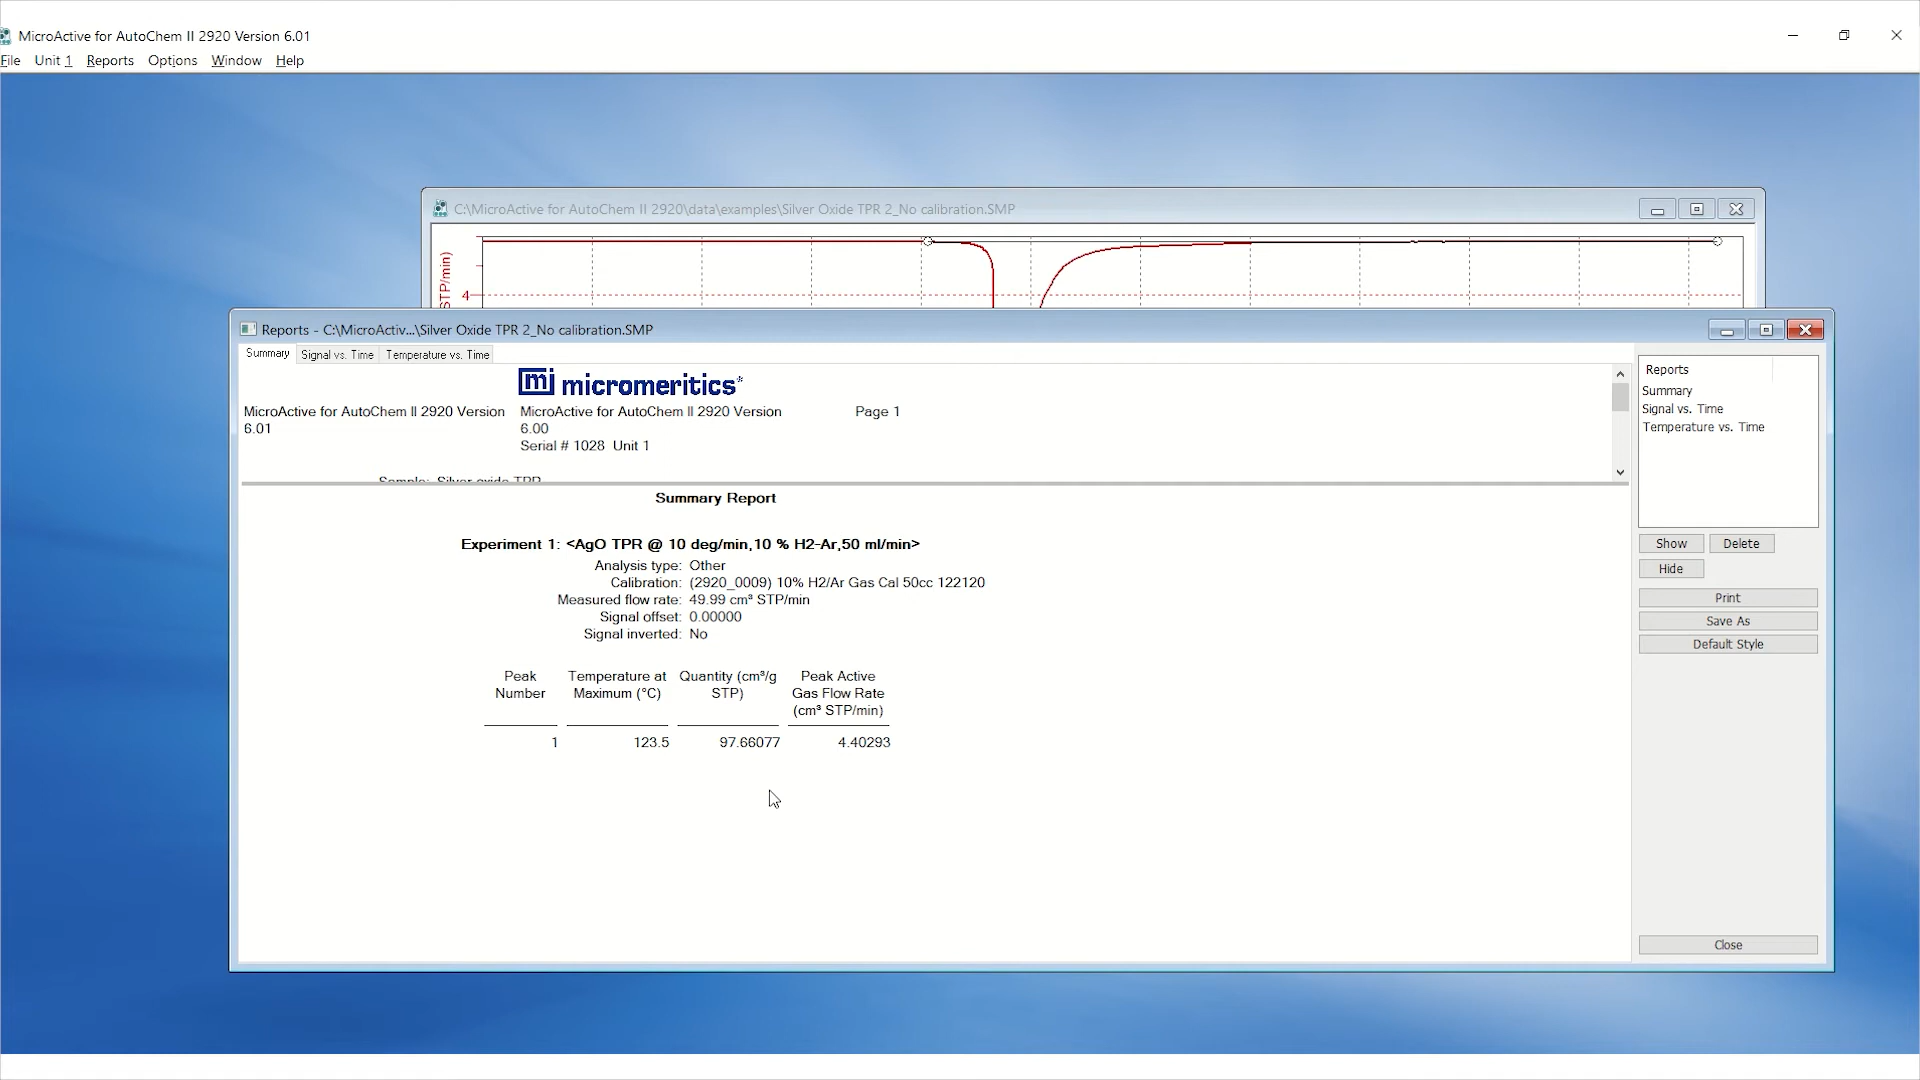 MicroActive for AutoChem II 2920 Version 6.01
File Unit 1 Reports Options Window Help
C:\MicroActive for AutoChem II 2920\data\examples\Silver Oxide TPR 2_No calibration.SMP
STP/min)
4
Reports - C:\MicroActiv...\Silver Oxide TPR 2_No calibration.SMP
Summary Signal vs. Time Temperature vs. Time
mi micromeritics*
MicroActive for AutoChem II 2920 Version
6.01
MicroActive for AutoChem II 2920 Version
6.00
Serial # 1028 Unit 1
Page 1
Sample: Silver oxide TPR
Summary Report
Experiment 1: <AgO TPR @ 10 deg/min,10 % H2-Ar,50 ml/min>
Analysis type: Other
Calibration: (2920_0009) 10% H2/Ar Gas Cal 50cc 122120
Measured flow rate: 49.99 cm³ STP/min
Signal offset: 0.00000
Signal inverted: No
Peak
Number
Temperature at
Maximum (°C)
Quantity (cm³/g
STP)
Peak Active
Gas Flow Rate
(cm³ STP/min)
1 123.5 97.66077 4.40293
Reports
Summary
Signal vs. Time
Temperature vs. Time
Show Delete
Hide
Print
Save As
Default Style
Close